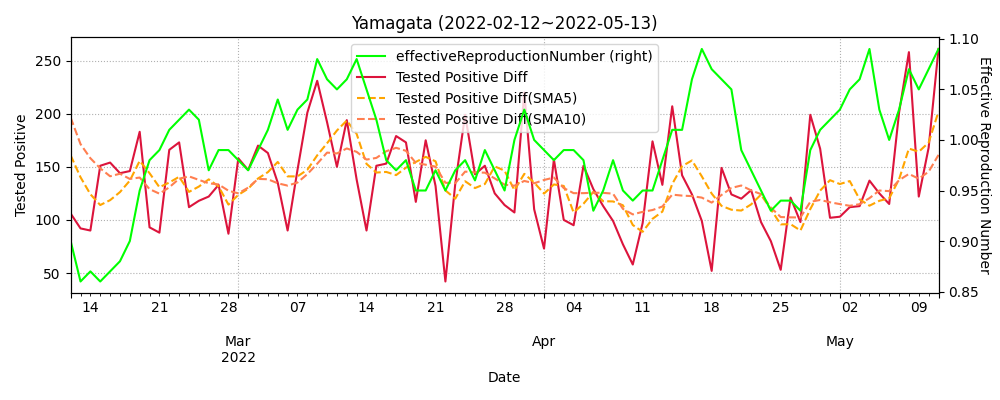 Yamagata (2022-02-12~2022-05-13)
effectiveReproductionNumber (right)
Tested Positive Diff
Tested Positive Diff(SMA5)
Tested Positive Diff(SMA10)
Tested Positive
250
200
150
100
50
1.10
1.05
1.00
0.95
0.90
0.85
Effective Reproduction Number
14 21 28 07 14 21 28 04 11 18 25 02 09
Mar Apr May
2022
Date